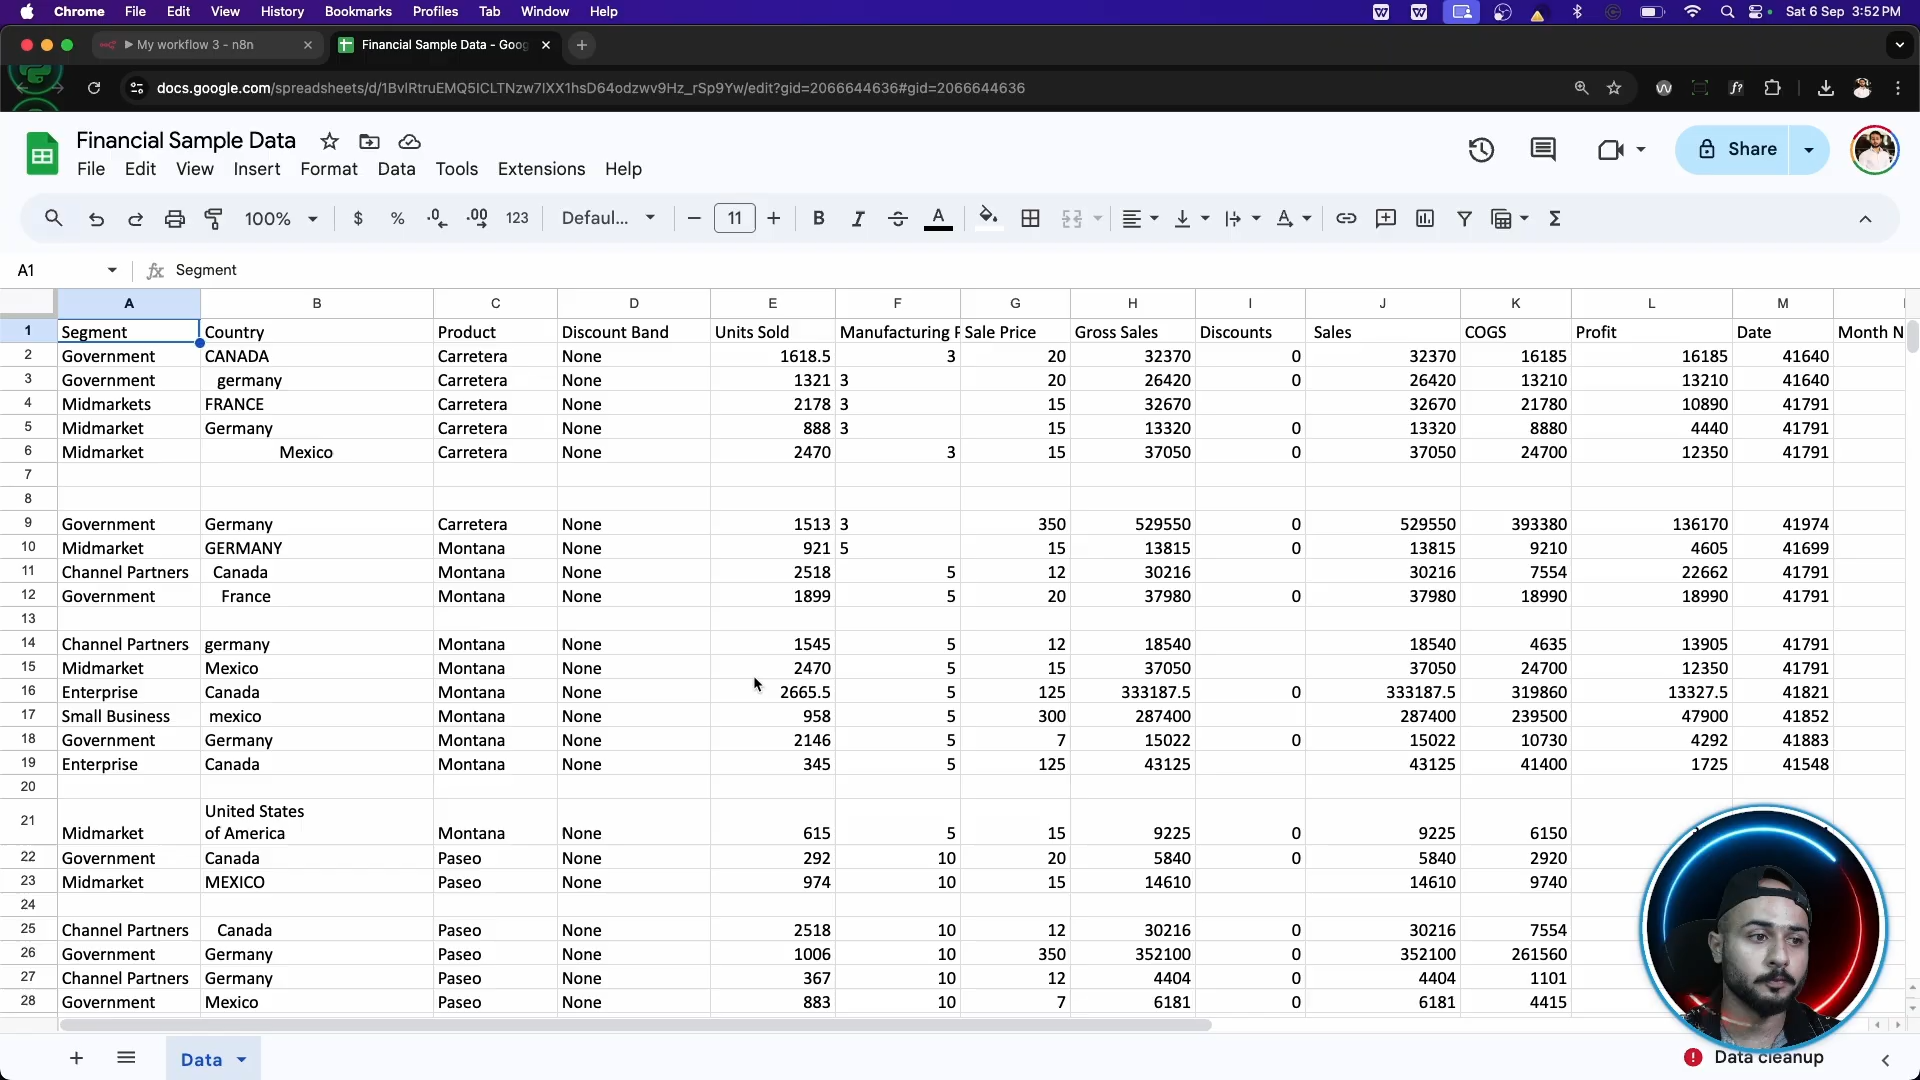 Chrome File Edit View History Bookmarks Profiles Tab Window Help Sat 6 Sep 3:52 PM
My workflow 3 - n8n Financial Sample Data - Goog
docs.google.com/spreadsheets/d/1BvlRtruEMQ5ICLTNzw7IXX1hsD64odzwv9Hz_rSp9Yw/edit?gid=2066644636#gid=2066644636
Financial Sample Data
File Edit View Insert Format Data Tools Extensions Help
Share
100% $ % .0 .00 123 Defaul... 11 B I A
A1 fx Segment
A B C D E F G H I J K L M
1 Segment Country Product Discount Band Units Sold Manufacturing P Sale Price Gross Sales Discounts Sales COGS Profit Date Month N
2 Government CANADA Carretera None 1618.5 3 20 32370 0 32370 16185 16185 41640
3 Government germany Carretera None 1321 3 20 26420 0 26420 13210 13210 41640
4 Midmarkets FRANCE Carretera None 2178 3 15 32670 32670 21780 10890 41791
5 Midmarket Germany Carretera None 888 3 15 13320 0 13320 8880 4440 41791
6 Midmarket Mexico Carretera None 2470 3 15 37050 0 37050 24700 12350 41791
7
8
9 Government Germany Carretera None 1513 3 350 529550 0 529550 393380 136170 41974
10 Midmarket GERMANY Montana None 921 5 15 13815 0 13815 9210 4605 41699
11 Channel Partners Canada Montana None 2518 5 12 30216 30216 7554 22662 41791
12 Government France Montana None 1899 5 20 37980 0 37980 18990 18990 41791
13
14 Channel Partners germany Montana None 1545 5 12 18540 18540 4635 13905 41791
15 Midmarket Mexico Montana None 2470 5 15 37050 37050 24700 12350 41791
16 Enterprise Canada Montana None 2665.5 5 125 333187.5 0 333187.5 319860 13327.5 41821
17 Small Business mexico Montana None 958 5 300 287400 287400 239500 47900 41852
18 Government Germany Montana None 2146 5 7 15022 0 15022 10730 4292 41883
19 Enterprise Canada Montana None 345 5 125 43125 43125 41400 1725 41548
20
United States
21 Midmarket of America Montana None 615 5 15 9225 0 9225 6150
22 Government Canada Paseo None 292 10 20 5840 0 5840 2920
23 Midmarket MEXICO Paseo None 974 10 15 14610 14610 9740
24
25 Channel Partners Canada Paseo None 2518 10 12 30216 0 30216 7554
26 Government Germany Paseo None 1006 10 350 352100 0 352100 261560
27 Channel Partners Germany Paseo None 367 10 12 4404 0 4404 1101
28 Government Mexico Paseo None 883 10 7 6181 0 6181 4415
Data Data cleanup